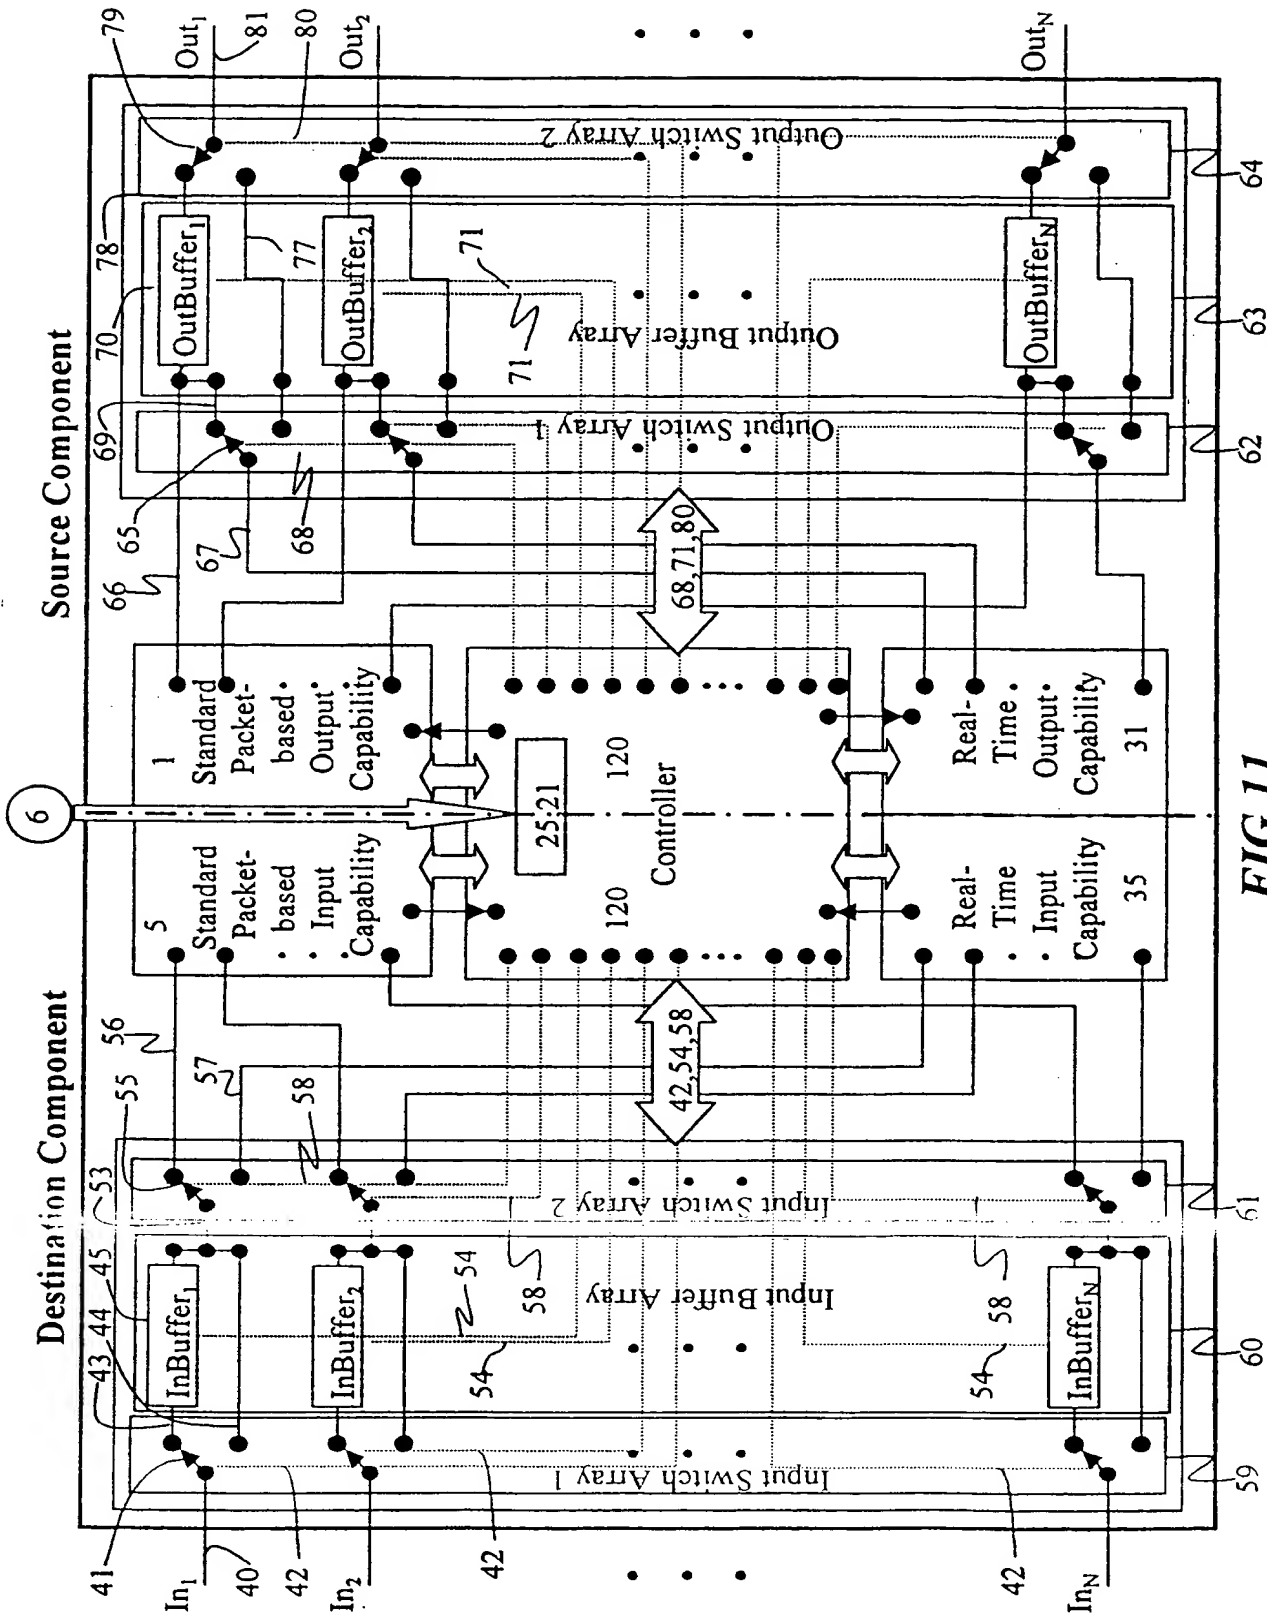 Destination Component
Source Component
6
In₁
40
41
42
43
44
45
53
55
56
57
58
InBuffer₁
In₂
42
InBuffer₂
54
54
58
42
Input Switch Array 1
Input Buffer Array
Input Switch Array 2
In_N
42
InBuffer_N
54
58
59
60
61
42,54,58
5
Standard
Packet-
based
Input
Capability
1
Standard
Packet-
based
Output
Capability
25:21
120
120
Controller
Real-
Time
Input
Capability
35
Real-
Time
Output
Capability
31
68,71,80
66
67
65
68
69
70
78
79
OutBuffer₁
77
Out₁
81
80
OutBuffer₂
Out₂
71
71
Output Switch Array 1
Output Buffer Array
Output Switch Array 2
OutBuffer_N
Out_N
62
63
64
FIG 11